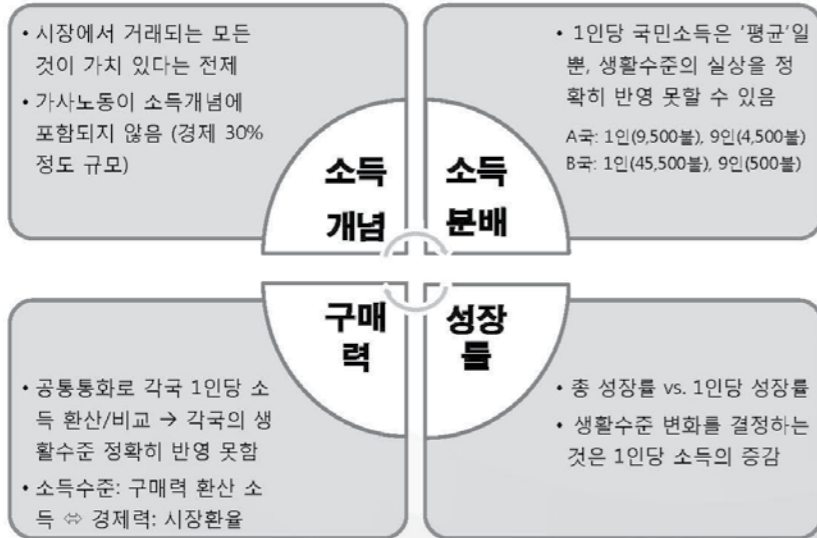 • 시장에서 거래되는 모든
것이 가치 있다는 전제
• 가사노동이 소득개념에
포함되지 않음 (경제 30%
정도 규모)
소득
개념
• 1인당 국민소득은 '평균'일
뿐, 생활수준의 실상을 정
확히 반영 못할 수 있음
A국: 1인(9,500불), 9인(4,500불)
B국: 1인(45,500불), 9인(500불)
소득
분배
구매
력
• 공통통화로 각국 1인당 소
득 환산/비교 → 각국의 생
활수준 정확히 반영 못함
• 소득수준: 구매력 환산 소
득 ⇔ 경제력: 시장환율
성장
률
• 총 성장률 vs. 1인당 성장률
• 생활수준 변화를 결정하는
것은 1인당 소득의 증감